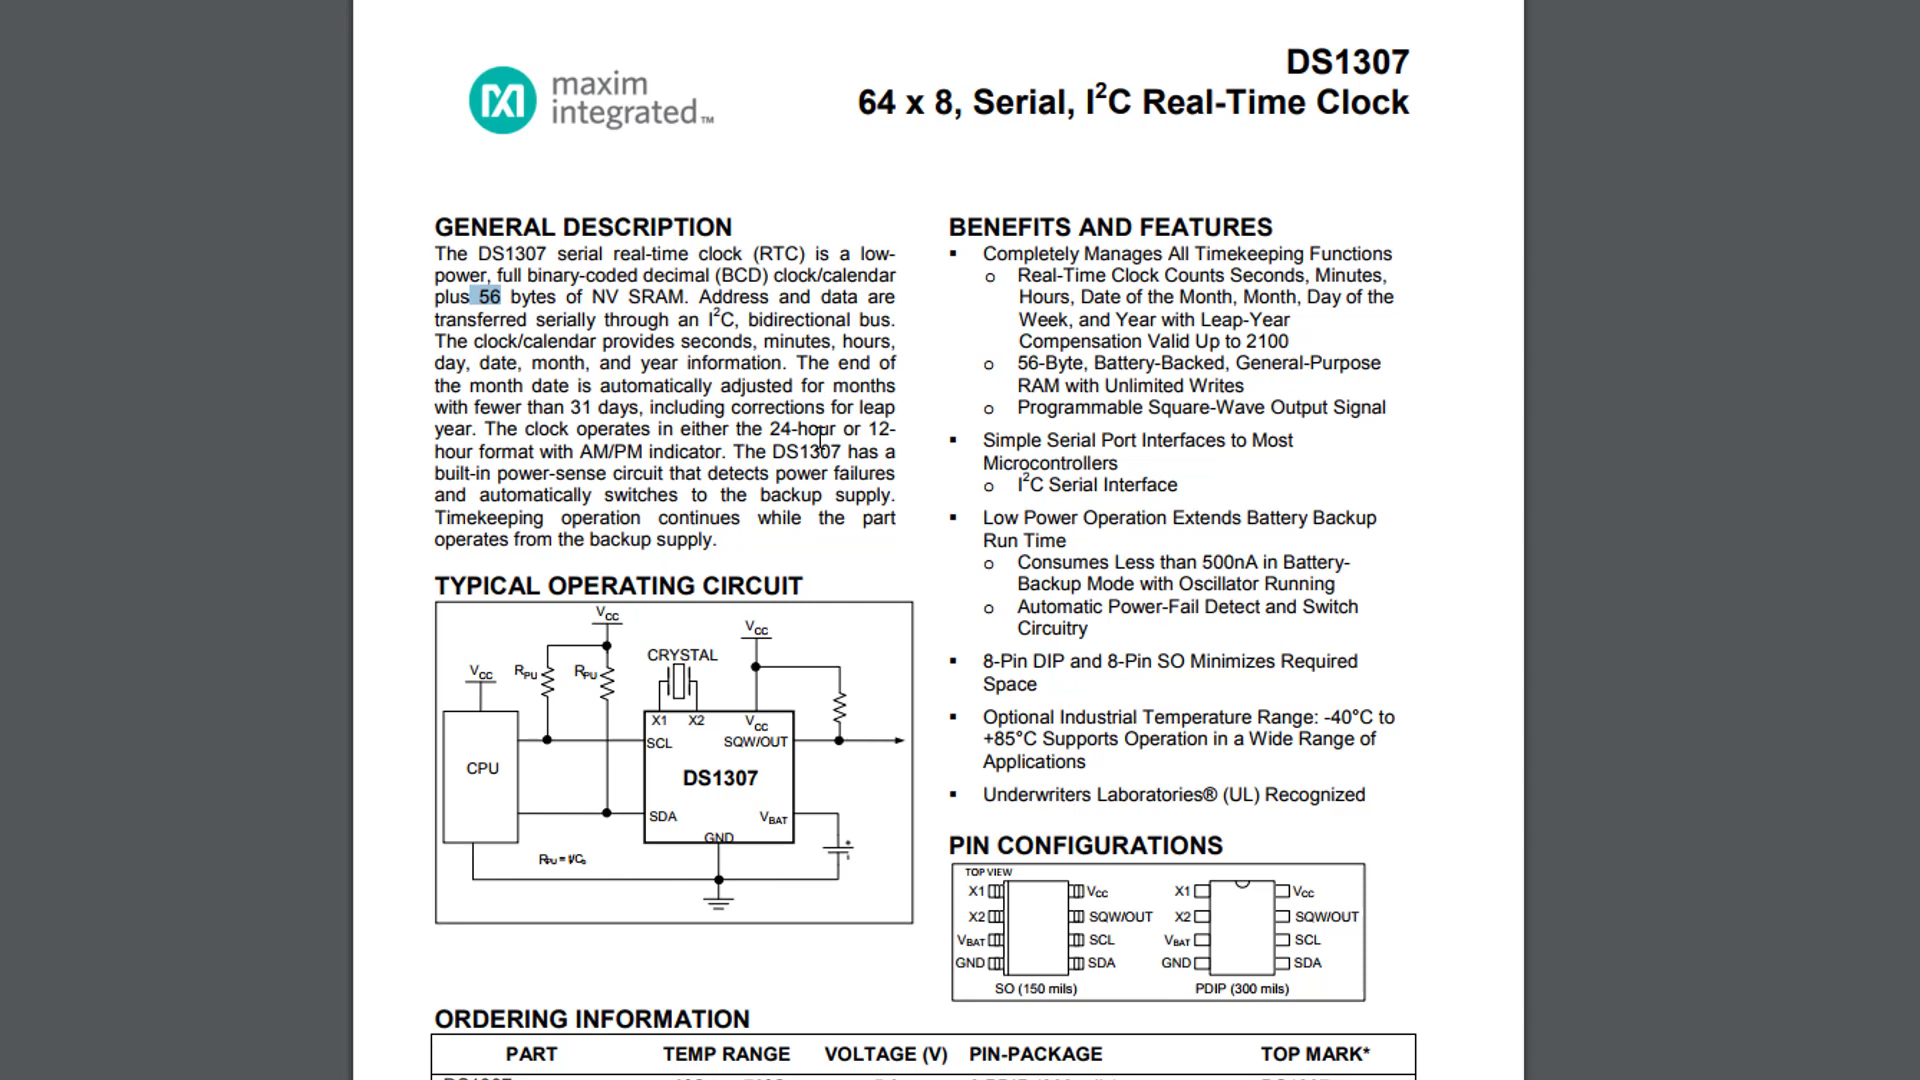 maxim
integrated™
DS1307
64 x 8, Serial, I²C Real-Time Clock
GENERAL DESCRIPTION
The DS1307 serial real-time clock (RTC) is a low-
power, full binary-coded decimal (BCD) clock/calendar
plus 56 bytes of NV SRAM. Address and data are
transferred serially through an I²C, bidirectional bus.
The clock/calendar provides seconds, minutes, hours,
day, date, month, and year information. The end of
the month date is automatically adjusted for months
with fewer than 31 days, including corrections for leap
year. The clock operates in either the 24-hour or 12-
hour format with AM/PM indicator. The DS1307 has a
built-in power-sense circuit that detects power failures
and automatically switches to the backup supply.
Timekeeping operation continues while the part
operates from the backup supply.
TYPICAL OPERATING CIRCUIT
VCC
VCC
CRYSTAL
VCC
RPU
RPU
X1
X2
VCC
SCL
SQW/OUT
CPU
DS1307
SDA
VBAT
GND
BENEFITS AND FEATURES
▪ Completely Manages All Timekeeping Functions
o Real-Time Clock Counts Seconds, Minutes,
Hours, Date of the Month, Month, Day of the
Week, and Year with Leap-Year
Compensation Valid Up to 2100
o 56-Byte, Battery-Backed, General-Purpose
RAM with Unlimited Writes
o Programmable Square-Wave Output Signal
▪ Simple Serial Port Interfaces to Most
Microcontrollers
o I²C Serial Interface
▪ Low Power Operation Extends Battery Backup
Run Time
o Consumes Less than 500nA in Battery-
Backup Mode with Oscillator Running
o Automatic Power-Fail Detect and Switch
Circuitry
▪ 8-Pin DIP and 8-Pin SO Minimizes Required
Space
▪ Optional Industrial Temperature Range: -40°C to
+85°C Supports Operation in a Wide Range of
Applications
▪ Underwriters Laboratories® (UL) Recognized
PIN CONFIGURATIONS
TOP VIEW
X1
VCC
X2
SQW/OUT
VBAT
SCL
GND
SDA
SO (150 mils)
X1
VCC
X2
SQW/OUT
VBAT
SCL
GND
SDA
PDIP (300 mils)
ORDERING INFORMATION
PART TEMP RANGE VOLTAGE (V) PIN-PACKAGE TOP MARK*